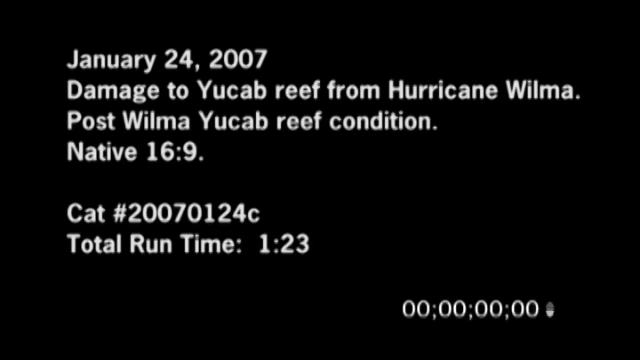 January 24, 2007
Damage to Yucab reef from Hurricane Wilma.
Post Wilma Yucab reef condition.
Native 16:9.
Cat #20070124c
Total Run Time:  1:23
00;00;00;00